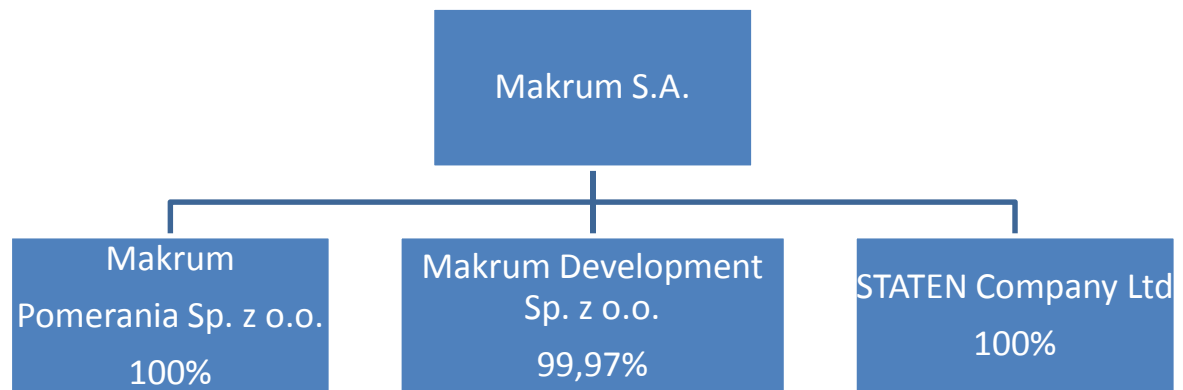 Makrum S.A.
Makrum
Pomerania Sp. z o.o.
100%
Makrum Development
Sp. z o.o.
99,97%
STATEN Company Ltd
100%